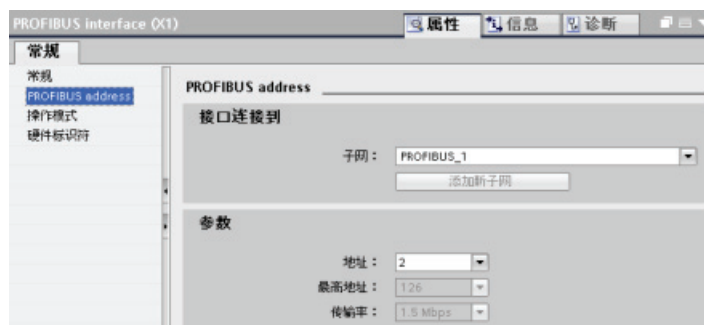 PROFIBUS interface (X1)
属性 信息 诊断
常规
常规
PROFIBUS address
操作模式
硬件标识符
PROFIBUS address
接口连接到
子网： PROFIBUS_1
添加新子网
参数
地址： 2
最高地址： 126
传输率： 1.5 Mbps